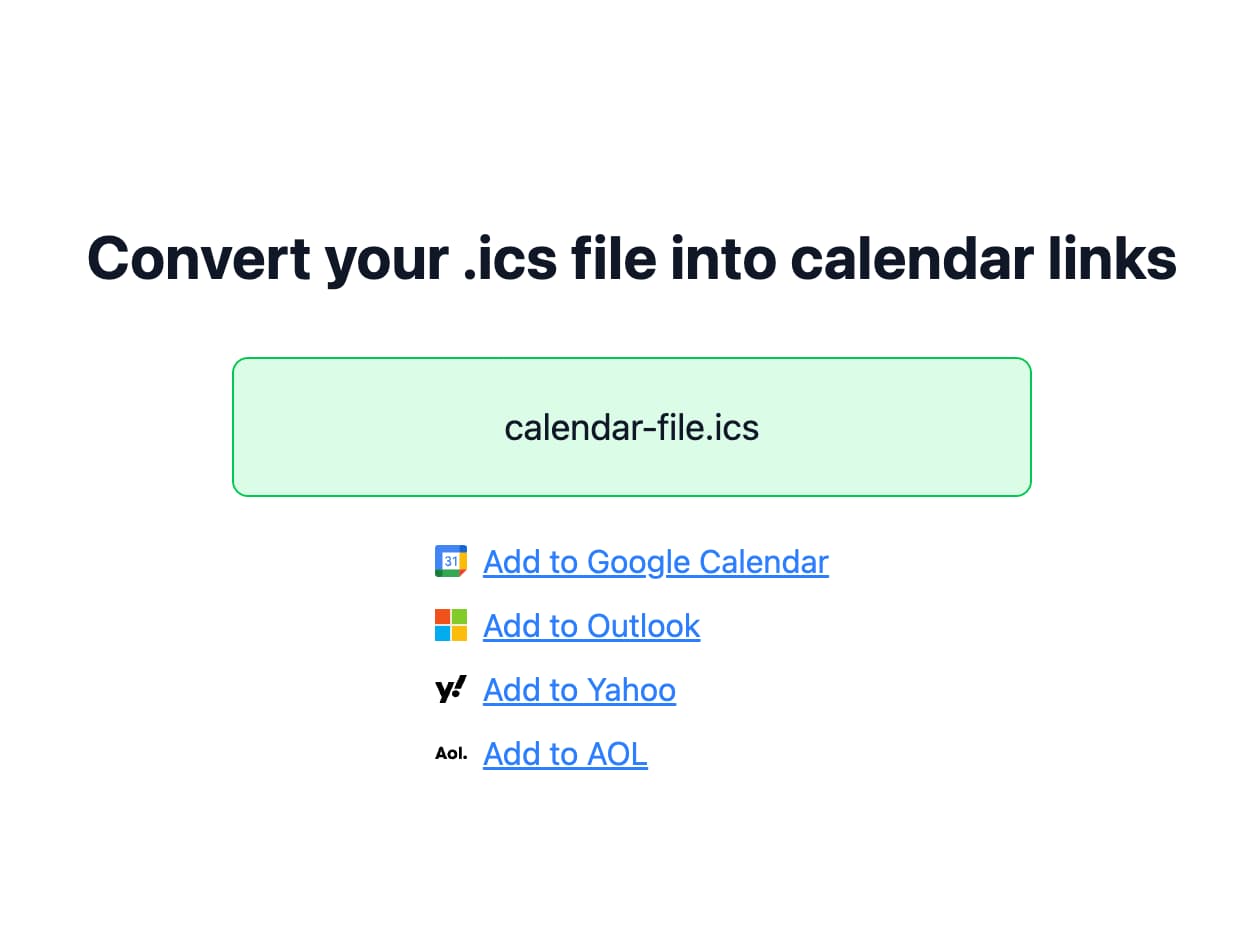 Convert your .ics file into calendar links
calendar-file.ics
31 Add to Google Calendar
Add to Outlook
y! Add to Yahoo
Aol. Add to AOL